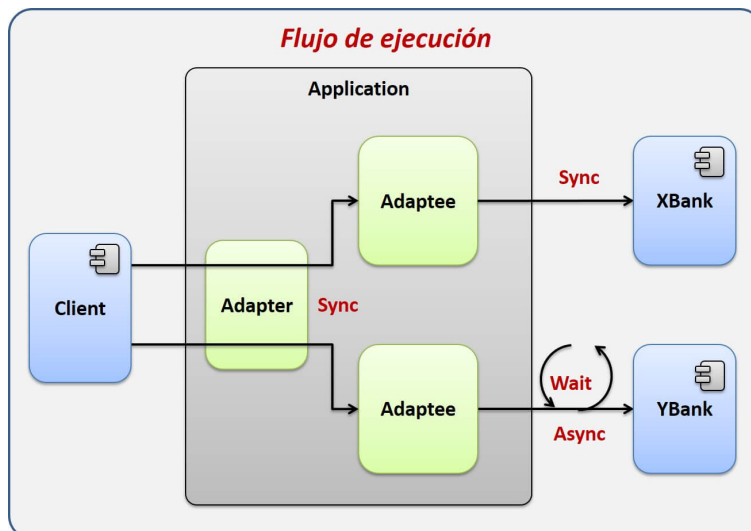 Flujo de ejecución
Application
Adaptee
Sync
XBank
Client
Adapter
Sync
Adaptee
Wait
Async
YBank